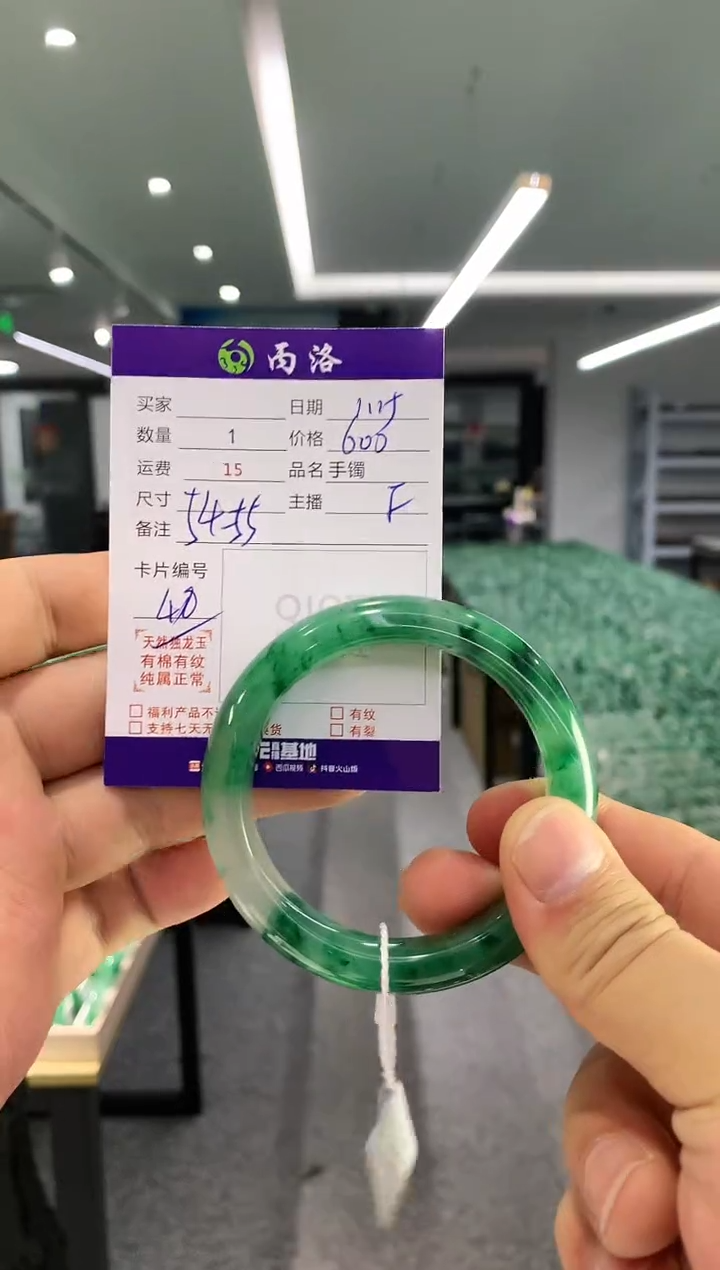 丙洛
买家 日期
数量 1 价格 600
运费 15 品名 手镯
尺寸 54-55 主播 F
备注
卡片编号
40
天然独龙玉
有棉有纹
纯属正常
福利产品不 有纹
支持七天无 货 有裂
基地
西瓜视频 抖音火山版